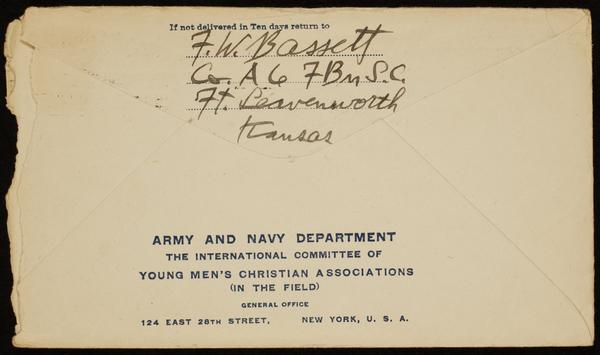 If not delivered in Ten days return to
F. W. Bassett
Co. A 6 F Bn S. C.
Ft. Leavenworth
Kansas
ARMY AND NAVY DEPARTMENT
THE INTERNATIONAL COMMITTEE OF
YOUNG MEN'S CHRISTIAN ASSOCIATIONS
(IN THE FIELD)
GENERAL OFFICE
124 EAST 28TH STREET, NEW YORK, U. S. A.